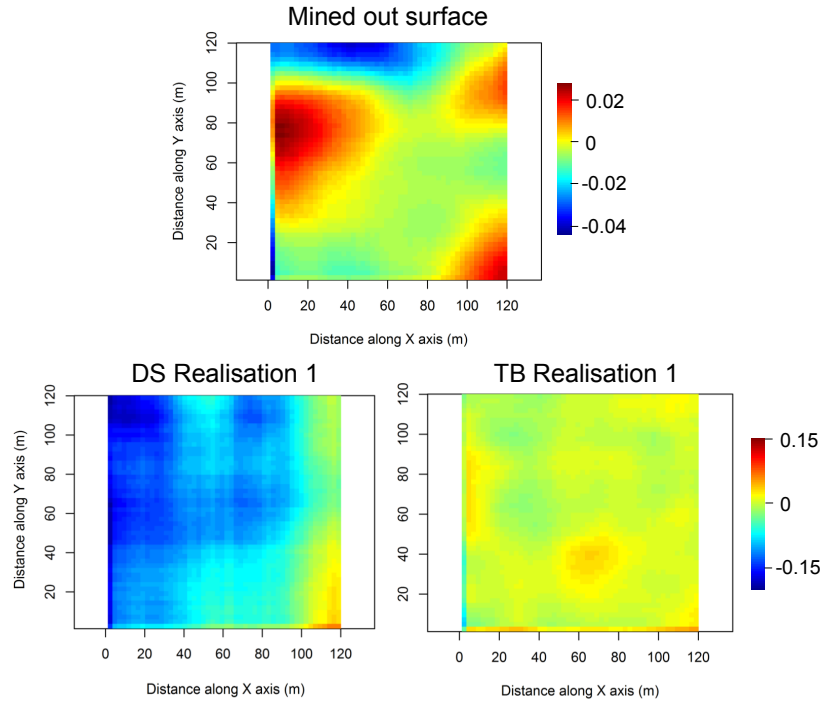 Mined out surface
Distance along Y axis (m)
120
100
80
60
40
20
0 20 40 60 80 100 120
Distance along X axis (m)
0.02
0
-0.02
-0.04
DS Realisation 1
TB Realisation 1
Distance along Y axis (m)
120
100
80
60
40
20
0 20 40 60 80 100 120
Distance along X axis (m)
120
100
80
60
40
20
0 20 40 60 80 100 120
Distance along X axis (m)
0.15
0
-0.15